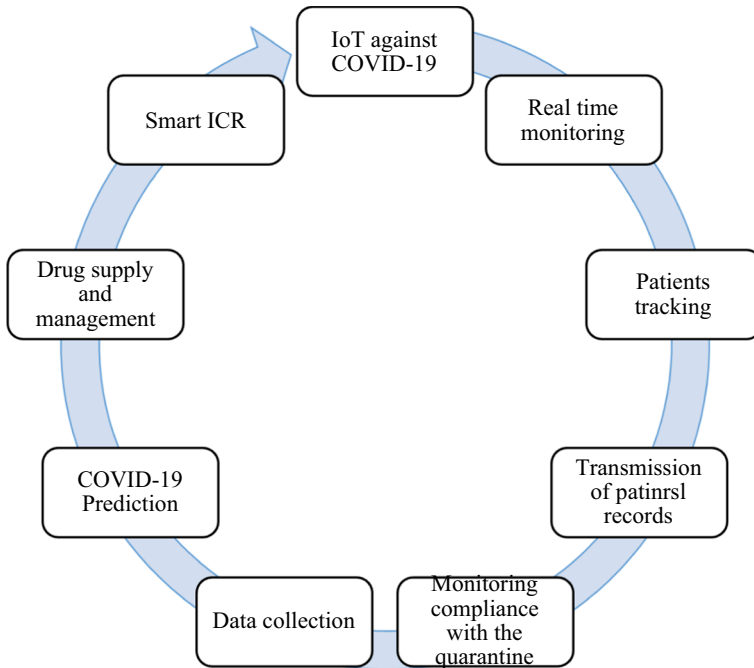 IoT against
COVID-19
Real time
monitoring
Patients
tracking
Transmission
of patinrsl
records
Monitoring
compliance
with the
quarantine
Data collection
COVID-19
Prediction
Drug supply
and
management
Smart ICR